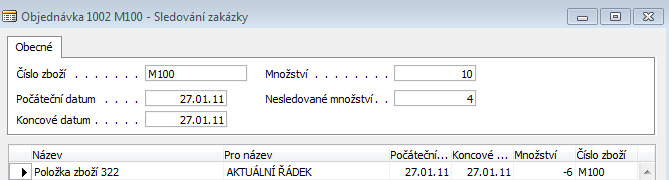 Objednávka 1002 M100 - Sledování zakázky
Obecné
Číslo zboží . . . . . . . M100 Množství . . . . . . . . 10
Počáteční datum . . . . 27.01.11 Nesledované množství . . 4
Koncové datum . . . . . 27.01.11
Název Pro název Počáteční... Koncové ... Množství Číslo zboží
Položka zboží 322 AKTUÁLNÍ ŘÁDEK 27.01.11 27.01.11 -6 M100